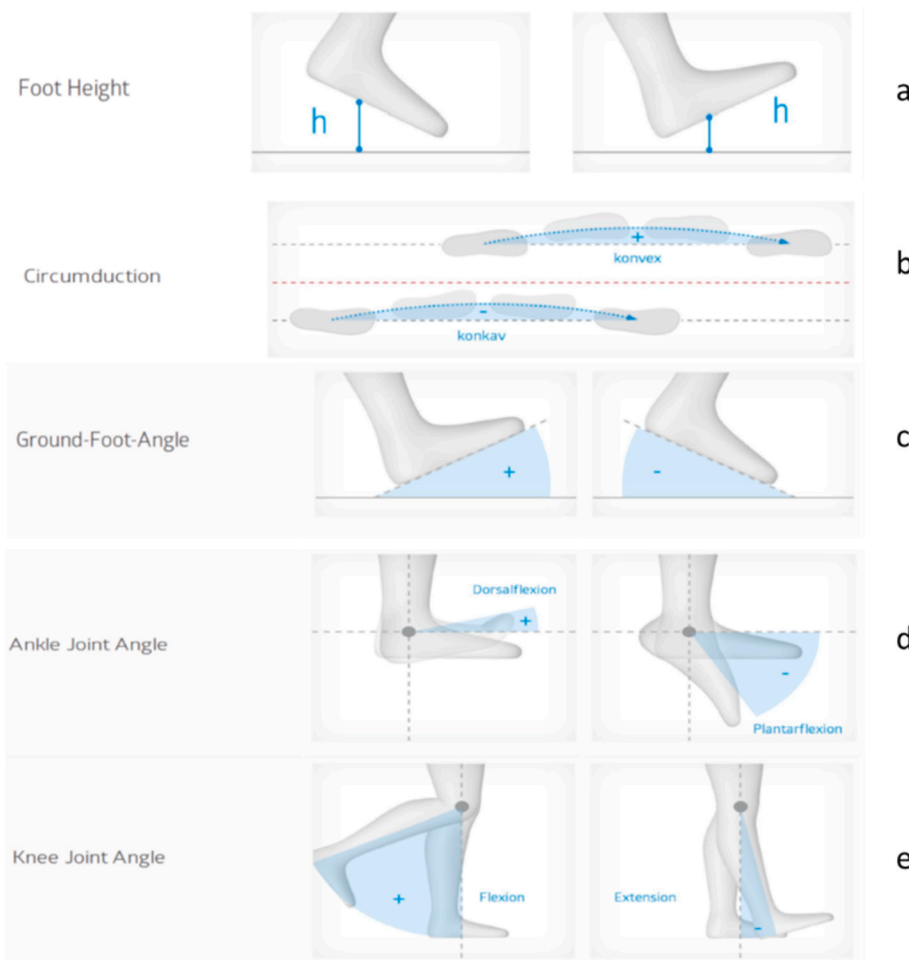 Foot Height
h
h
a
+
konvex
Circumduction
b
-
konkav
Ground-Foot-Angle
+
-
c
Dorsalflexion
+
Ankle Joint Angle
d
-
Plantarflexion
Knee Joint Angle
e
+
Flexion
Extension
-